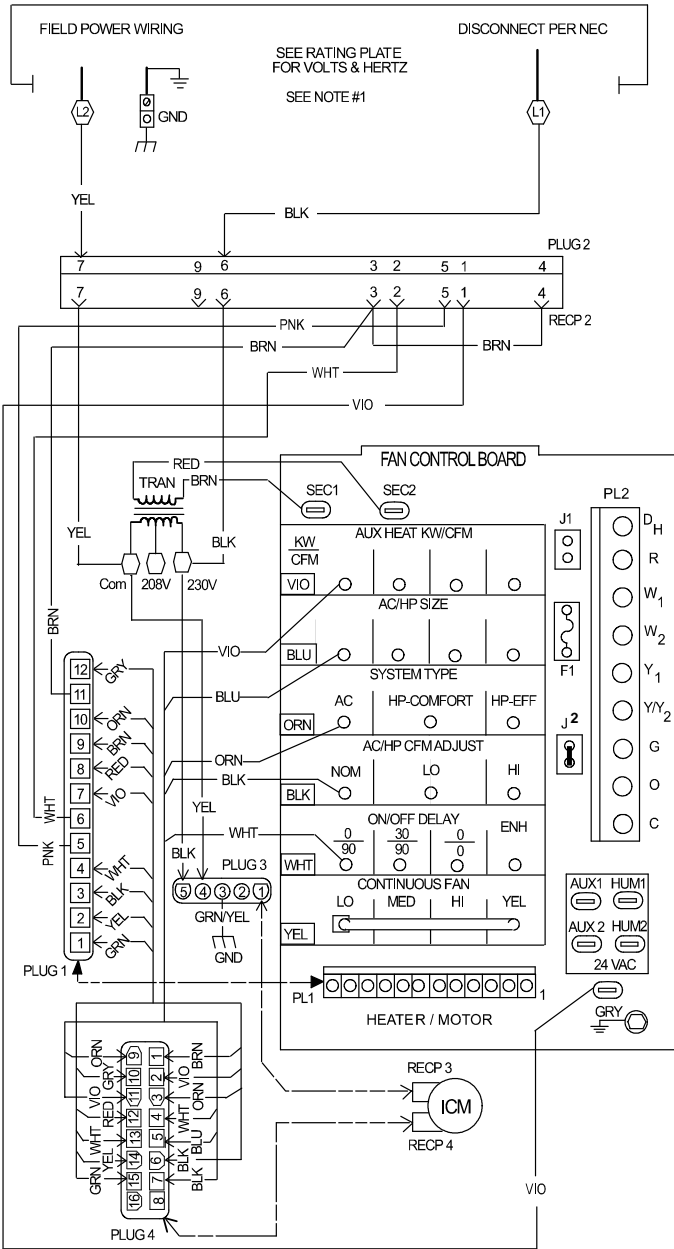 FIELD POWER WIRING
DISCONNECT PER NEC
SEE RATING PLATE
FOR VOLTS & HERTZ
SEE NOTE #1
L2
GND
L1
YEL
BLK
PLUG 2
7 9 6 3 2 5 1 4
7 9 6 3 2 5 1 4
RECP 2
PNK
BRN
BRN
WHT
VIO
FAN CONTROL BOARD
RED
TRAN
BRN
SEC1
SEC2
PL2
J1
AUX HEAT KW/CFM
D H
YEL
BLK
KW
CFM
R
Com
208V
230V
VIO
W1
AC/HP SIZE
BRN
W2
VIO
BLU
F1
SYSTEM TYPE
Y1
12
GRY
11
BLU
AC
HP-COMFORT
HP-EFF
Y/Y2
10
ORN
ORN
J2
9
BRN
AC/HP CFM ADJUST
G
8
RED
ORN
NOM
LO
HI
7
VIO
BLK
BLK
O
6
WHT
YEL
ON/OFF DELAY
ENH
C
5
PNK
BLK
WHT
0
90
30
90
0
0
4
WHT
PLUG 3
WHT
3
BLK
5 4 3 2 1
CONTINUOUS FAN
AUX1
HUM1
2
YEL
GRN/YEL
LO
MED
HI
YEL
AUX 2
HUM2
1
GRN
GND
YEL
24 VAC
PLUG 1
PL1
1
GRY
HEATER / MOTOR
ORN
9
1
BRN
GRY
10
2
VIO
VIO
11
3
ORN
RED
12
4
WHT
WHT
13
5
BLU
YEL
14
6
BLK
GRN
15
7
BLK
16
8
PLUG 4
RECP 3
ICM
RECP 4
VIO